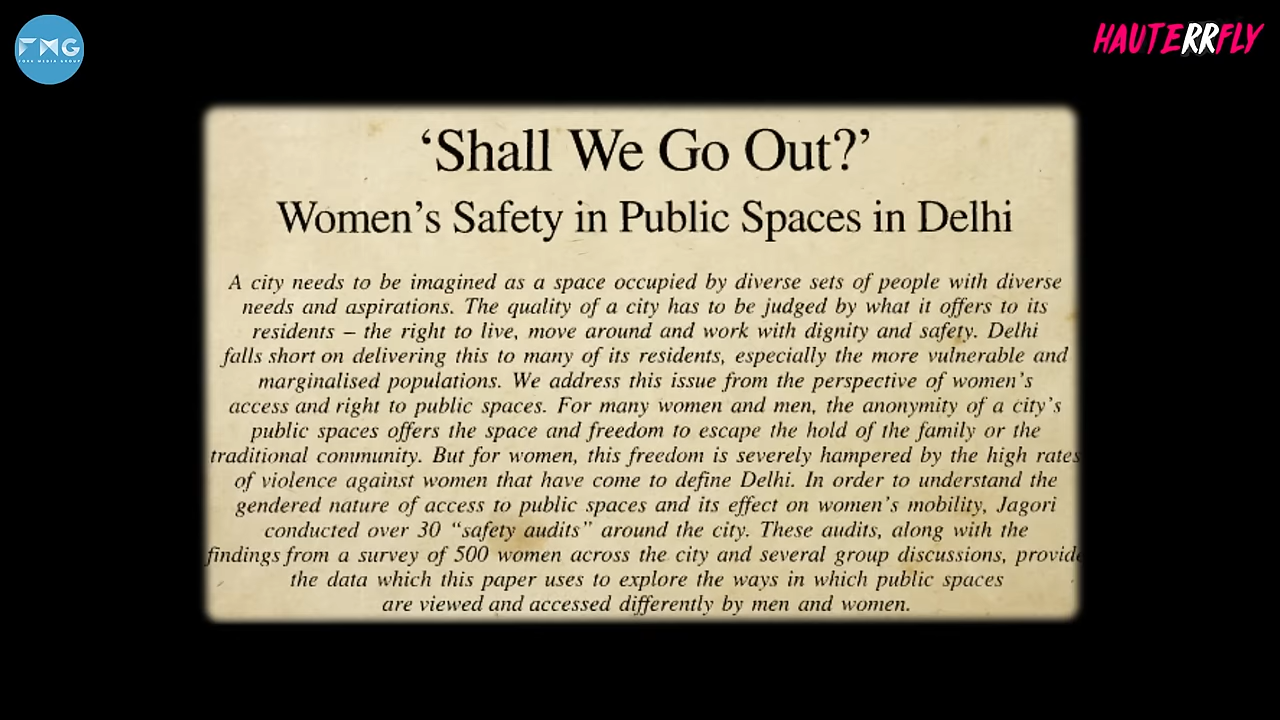 FMG
HAUTERRFLY
‘Shall We Go Out?’
Women’s Safety in Public Spaces in Delhi
A city needs to be imagined as a space occupied by diverse sets of people with diverse
needs and aspirations. The quality of a city has to be judged by what it offers to its
residents – the right to live, move around and work with dignity and safety. Delhi
falls short on delivering this to many of its residents, especially the more vulnerable and
marginalised populations. We address this issue from the perspective of women’s
access and right to public spaces. For many women and men, the anonymity of a city’s
public spaces offers the space and freedom to escape the hold of the family or the
traditional community. But for women, this freedom is severely hampered by the high rates
of violence against women that have come to define Delhi. In order to understand the
gendered nature of access to public spaces and its effect on women’s mobility, Jagori
conducted over 30 “safety audits” around the city. These audits, along with the
findings from a survey of 500 women across the city and several group discussions, provide
the data which this paper uses to explore the ways in which public spaces
are viewed and accessed differently by men and women.